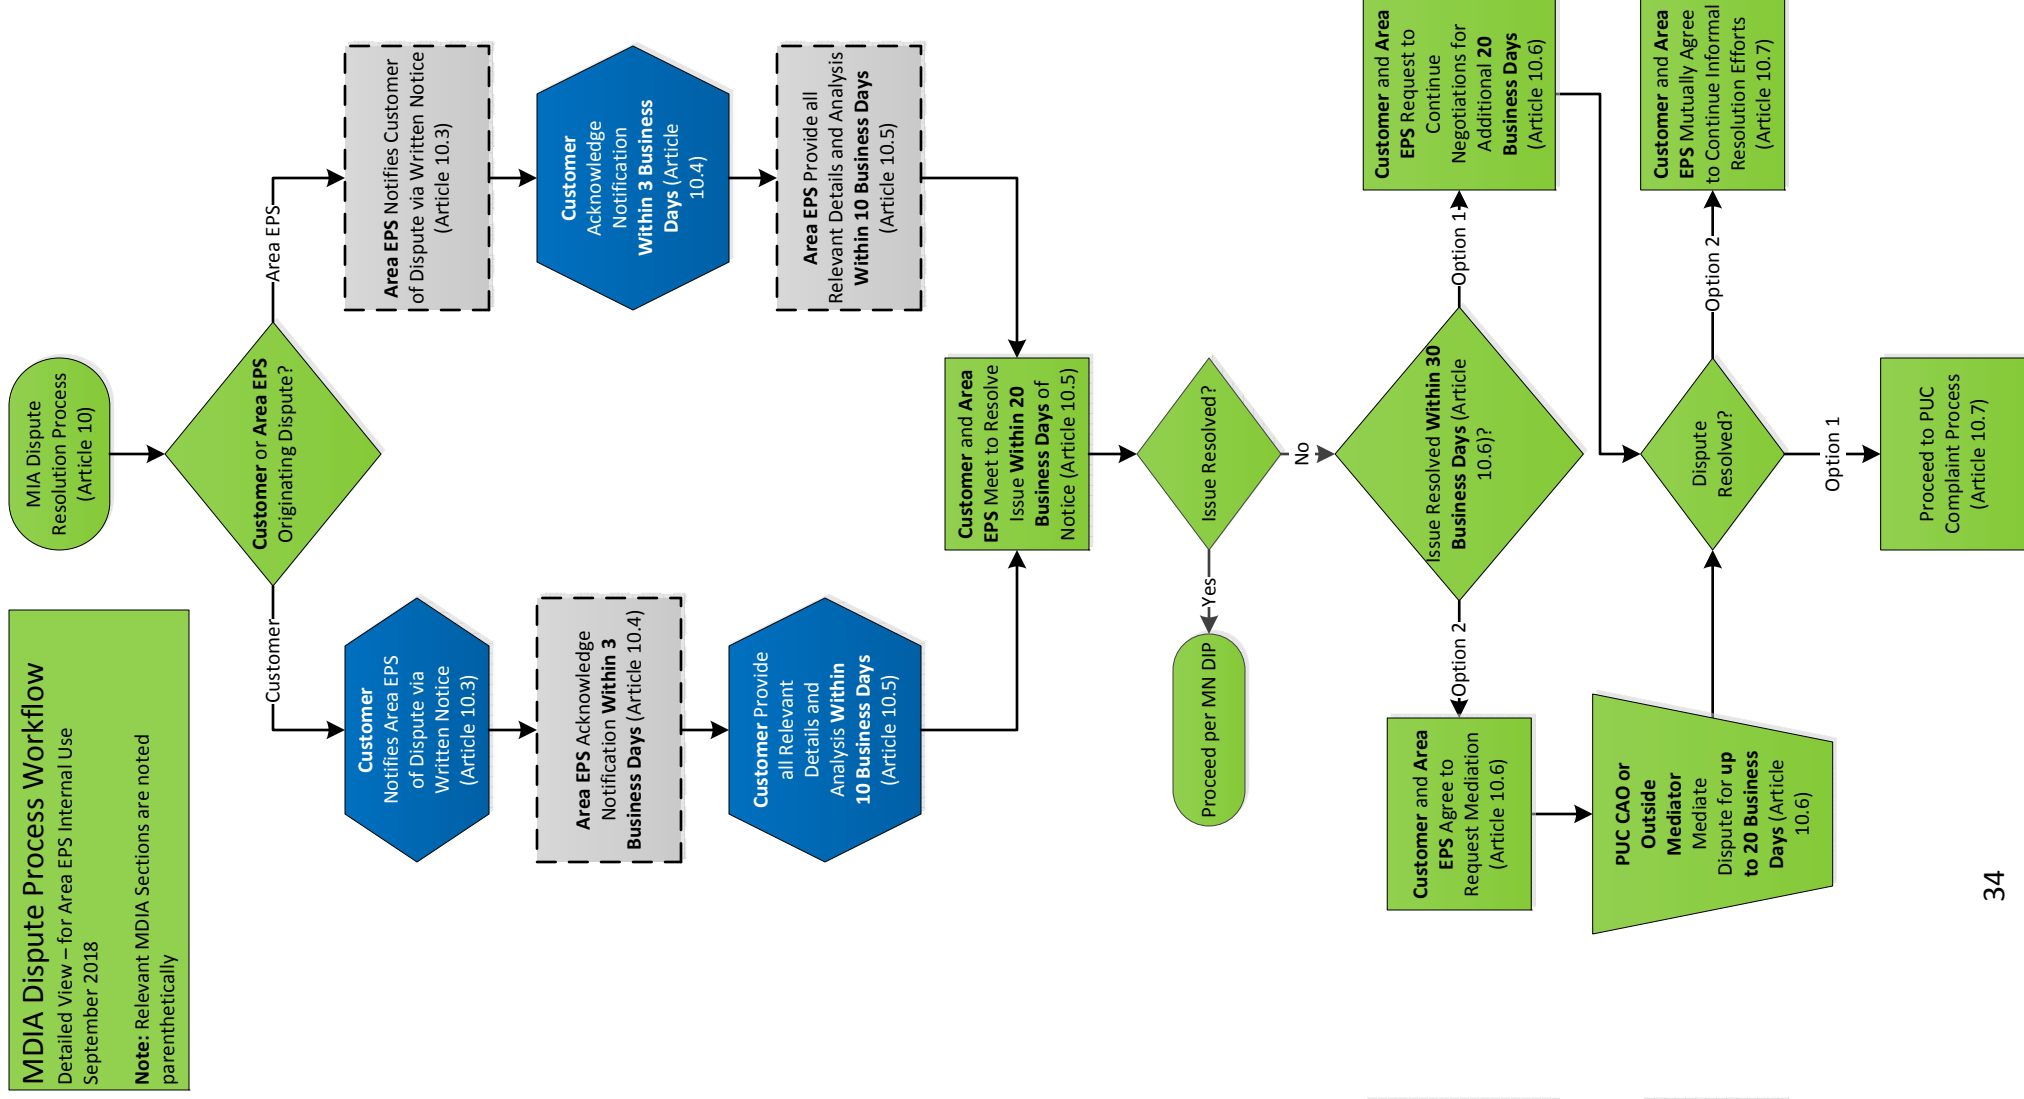 MDIA Dispute Process Workflow
Detailed View – for Area EPS Internal Use
September 2018
Note: Relevant MDIA Sections are noted
parenthetically
MIA Dispute
Resolution Process
(Article 10)
Customer or Area EPS
Originating Dispute?
Customer
Area EPS
Customer
Notifies Area EPS
of Dispute via
Written Notice
(Article 10.3)
Area EPS Acknowledge
Notification Within 3
Business Days (Article 10.4)
Customer Provide
all Relevant
Details and
Analysis Within
10 Business Days
(Article 10.5)
Area EPS Notifies Customer
of Dispute via Written Notice
(Article 10.3)
Customer
Acknowledge
Notification
Within 3 Business
Days (Article
10.4)
Area EPS Provide all
Relevant Details and Analysis
Within 10 Business Days
(Article 10.5)
Customer and Area
EPS Meet to Resolve
Issue Within 20
Business Days of
Notice (Article 10.5)
Issue Resolved?
Yes
Proceed per MN DIP
No
Issue Resolved Within 30
Business Days (Article
10.6)?
Option 2
Option 1
Customer and Area
EPS Agree to
Request Mediation
(Article 10.6)
PUC CAO or
Outside
Mediator
Mediate
Dispute for up
to 20 Business
Days (Article
10.6)
Customer and Area
EPS Request to
Continue
Negotiations for
Additional 20
Business Days
(Article 10.6)
Dispute
Resolved?
Option 2
Customer and Area
EPS Mutually Agree
to Continue Informal
Resolution Efforts
(Article 10.7)
Option 1
Proceed to PUC
Complaint Process
(Article 10.7)
34